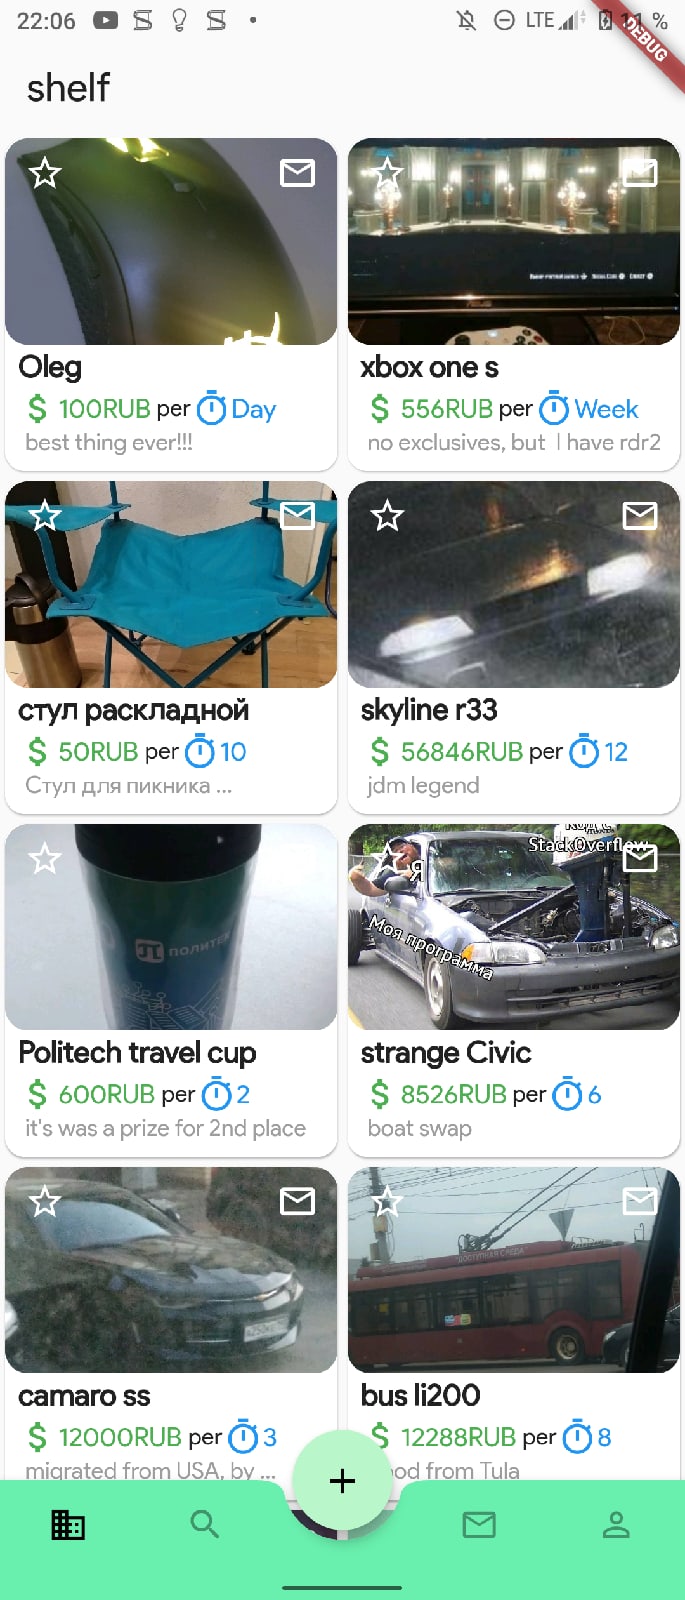 22:06
LTE
11 %
DEBUG
shelf
Oleg
$ 100RUB per Day
best thing ever!!!
xbox one s
$ 556RUB per Week
no exclusives, but I have rdr2
стул раскладной
$ 50RUB per 10
Стул для пикника ...
skyline r33
$ 56846RUB per 12
jdm legend
ПОЛИТЕХ
Politech travel cup
$ 600RUB per 2
it's was a prize for 2nd place
StackOverflow
Я
Моя программа
strange Civic
$ 8526RUB per 6
boat swap
camaro ss
$ 12000RUB per 3
migrated from USA, by ...
"ДОСТУПНАЯ СРЕДА"
bus li200
$ 12288RUB per 8
from Tula